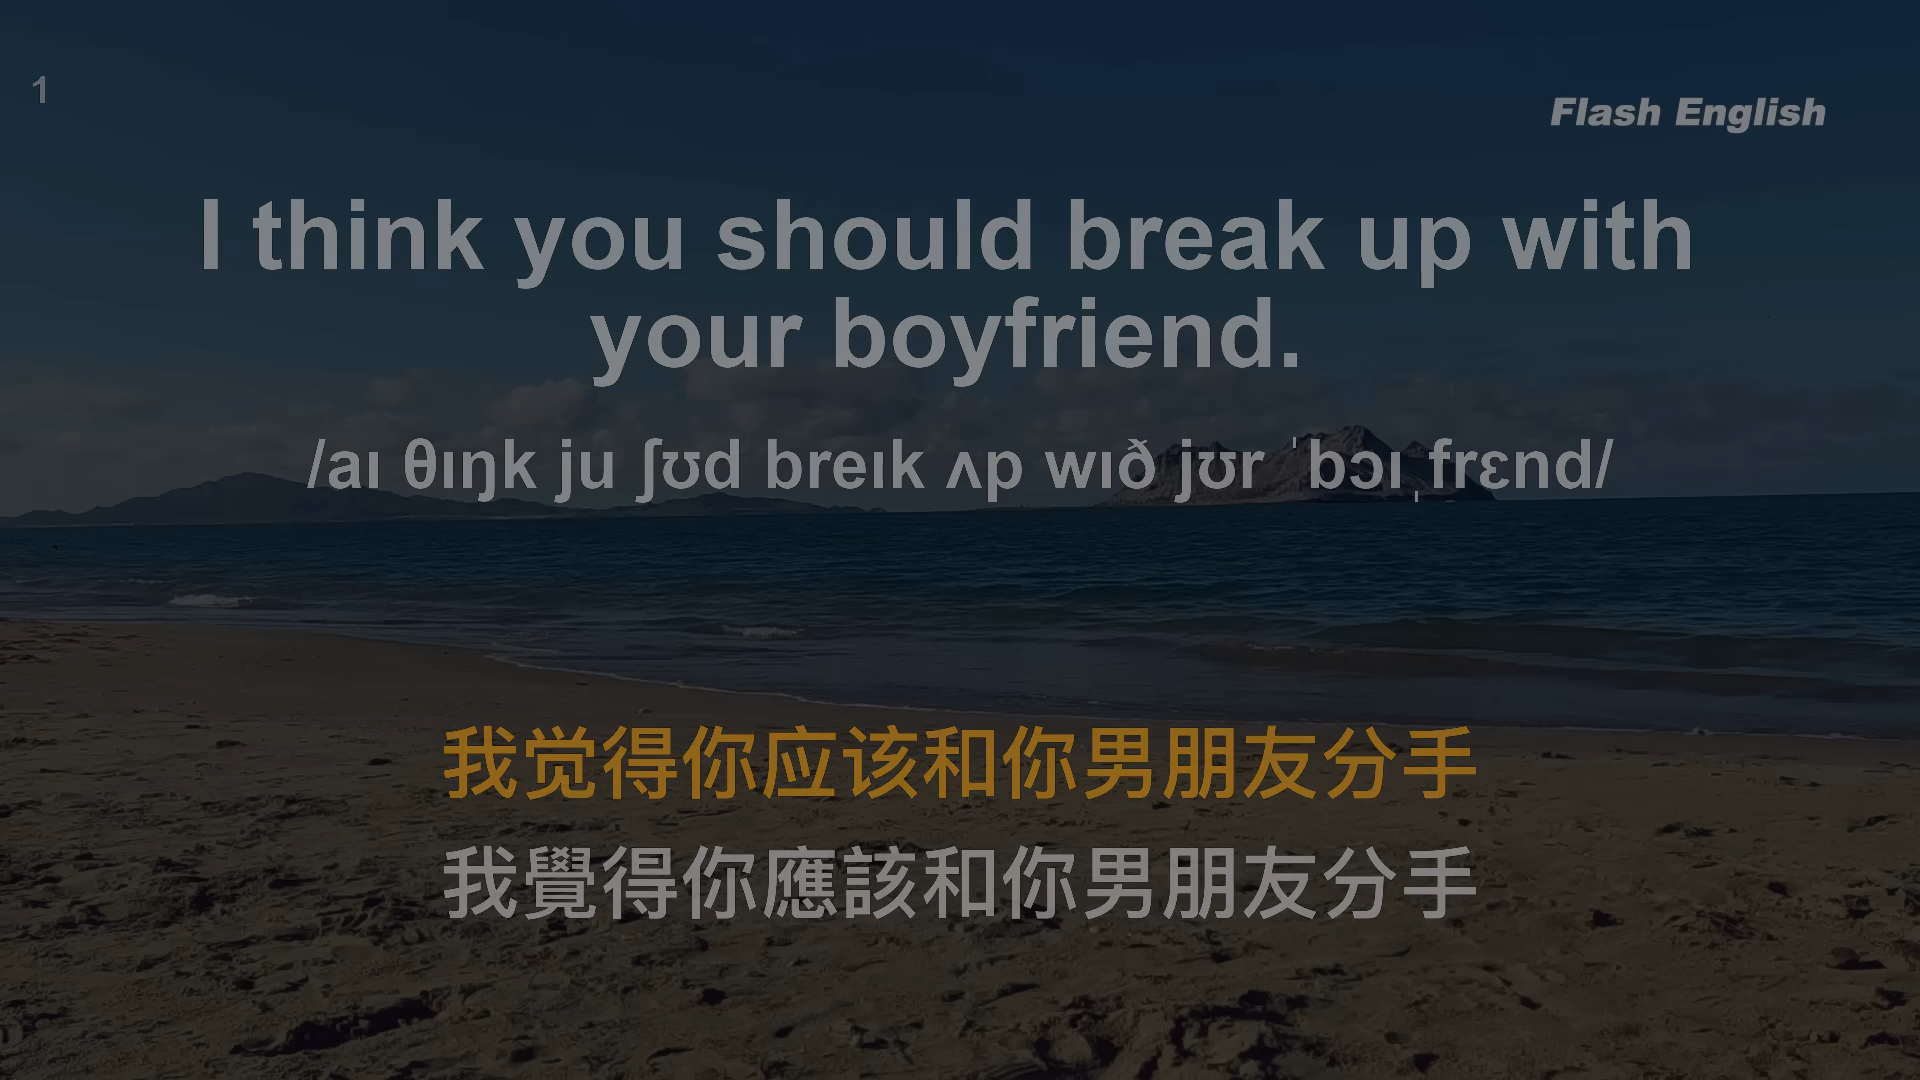 1
Flash English
I think you should break up with
your boyfriend.
/aɪ θɪŋk ju ʃʊd breɪk ʌp wɪð jʊr ˈbɔɪˌfrɛnd/
我觉得你应该和你男朋友分手
我覺得你應該和你男朋友分手